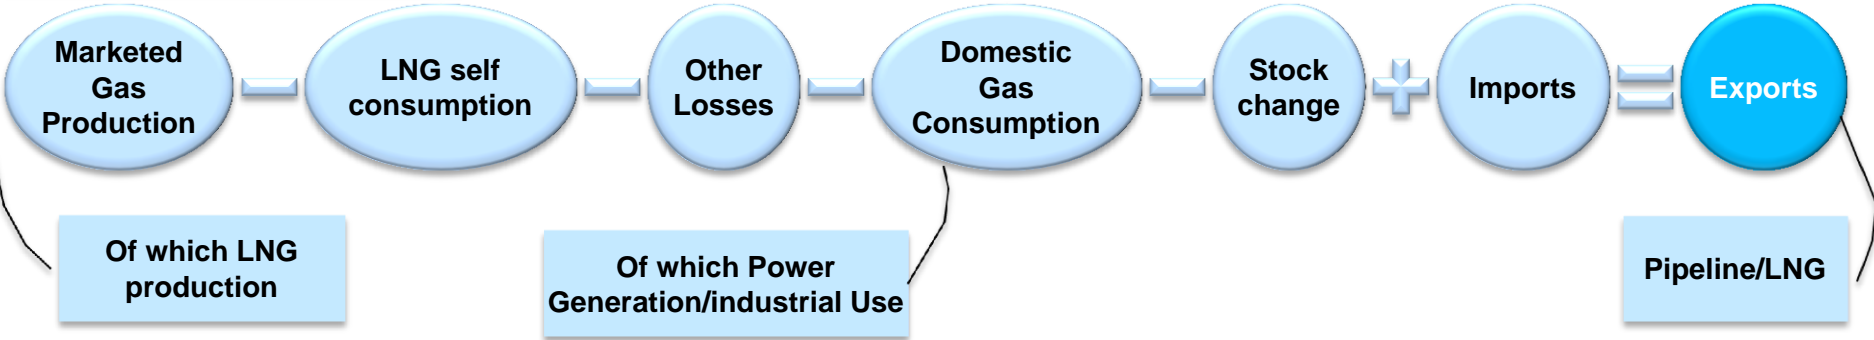 Marketed
Gas
Production
LNG self
consumption
Other
Losses
Domestic
Gas
Consumption
Stock
change
Imports
Exports
Of which LNG
production
Of which Power
Generation/industrial Use
Pipeline/LNG